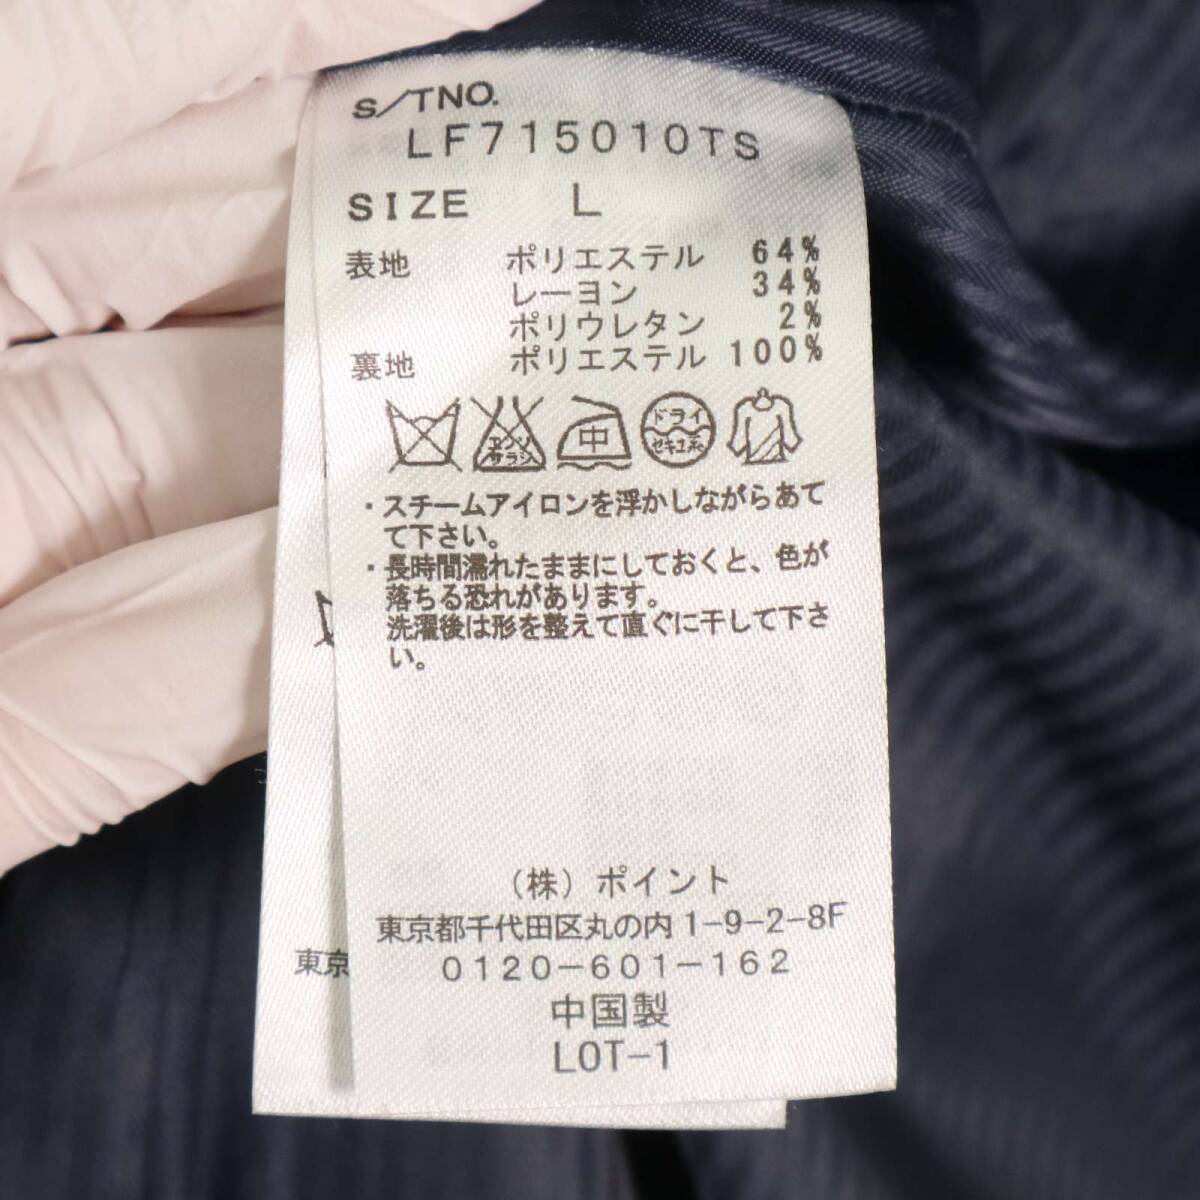 S/TNO.
LF715010TS
SIZE L
表地 ポリエステル 64%
レーヨン 34%
ポリウレタン 2%
裏地 ポリエステル 100%
エンソ
サラシ
中
ドライ
セキユ系
・スチームアイロンを浮かしながらあて
て下さい。
・長時間濡れたままにしておくと、色が
落ちる恐れがあります。
洗濯後は形を整えて直ぐに干して下さ
い。
(株)ポイント
東京都千代田区丸の内1-9-2-8F
東京
0120-601-162
中国製
LOT-1